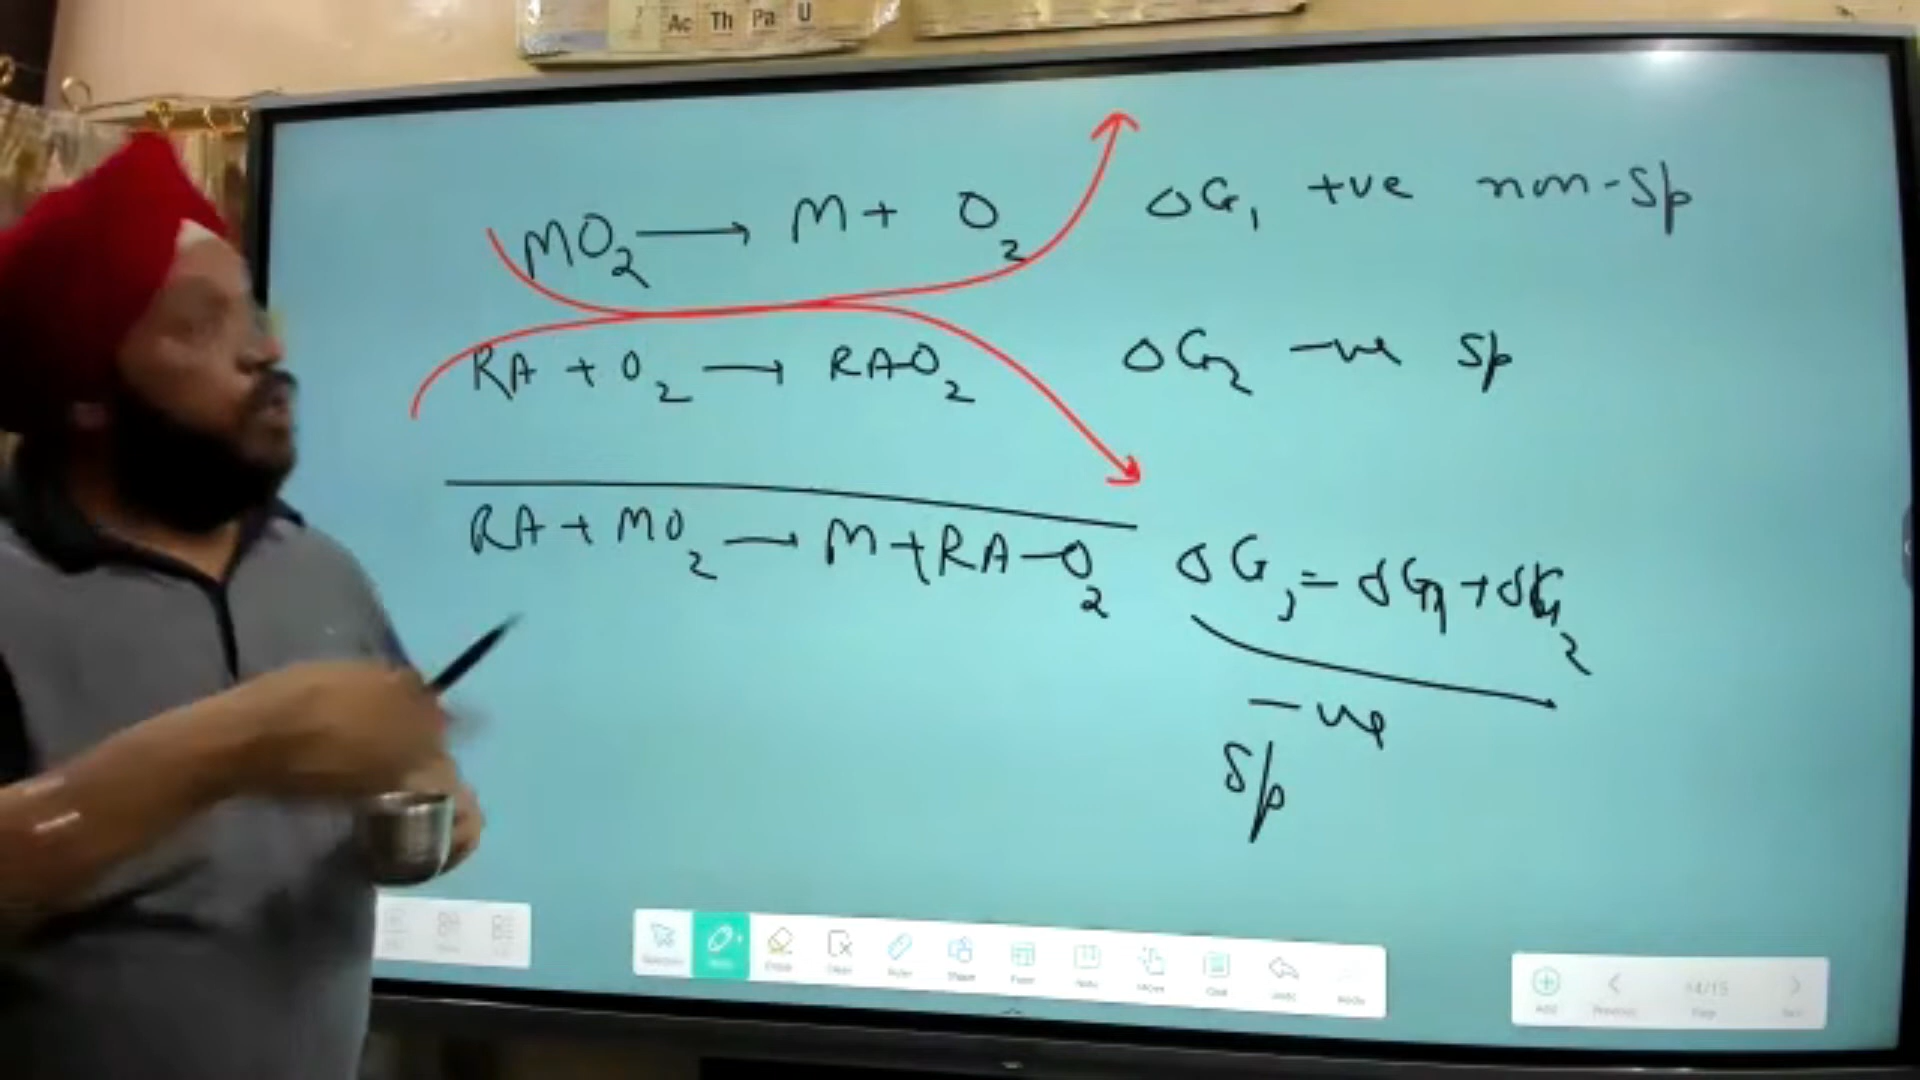 Ac Th Pa U
MO₂ → M + O₂ ΔG₁ +ve non-Sp
RA + O₂ → RAO₂ ΔG₂ -ve Sp
RA + MO₂ → M + RA-O₂ ΔG₃ = ΔG₁ + ΔG₂
-ve
Sp